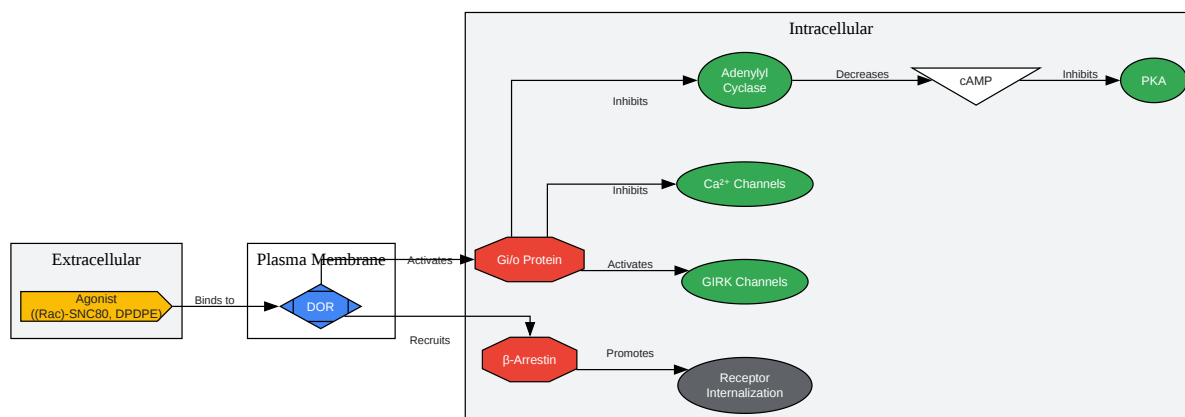 Intracellular
Adenylyl
Cyclase
Decreases
cAMP
Inhibits
PKA
Inhibits
Ca²⁺ Channels
Inhibits
Extracellular
Plasma Membrane
Activates
Gi/o Protein
Activates
GIRK Channels
Agonist
((Rac)-SNC80, DPDPE)
Binds to
DOR
Recruits
β-Arrestin
Promotes
Receptor
Internalization